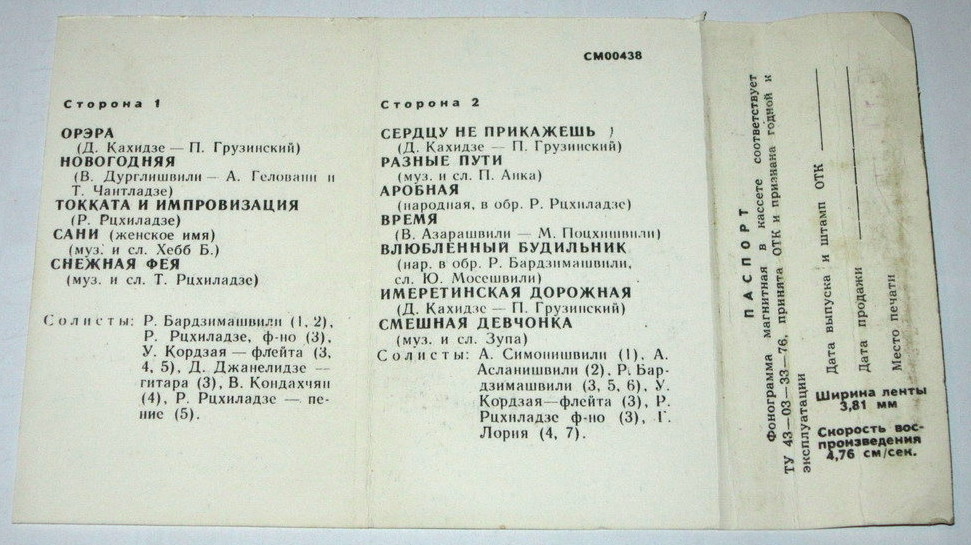 СМ00438
Сторона 1
ОРЭРА
(Д. Кахидзе — П. Грузинский)
НОВОГОДНЯЯ
(В. Дурглишвили — А. Геловани и
Т. Чантладзе)
ТОККАТА И ИМПРОВИЗАЦИЯ
(Р. Рцхиладзе)
САНИ (женское имя)
(муз. и сл. Хебб Б.)
СНЕЖНАЯ ФЕЯ
(муз. и сл. Т. Рцхиладзе)
Солисты: Р. Бардзимашвили (1, 2),
Р. Рцхиладзе, ф-но (3),
У. Кордзая — флейта (3,
4, 5), Д. Джанелидзе —
гитара (3), В. Кондахчян
(4), Р. Рцхиладзе — пе-
ние (5).
Сторона 2
СЕРДЦУ НЕ ПРИКАЖЕШЬ
(Д. Кахидзе — П. Грузинский)
РАЗНЫЕ ПУТИ
(муз. и сл. П. Анка)
АРОБНАЯ
(народная, в обр. Р. Рцхиладзе)
ВРЕМЯ
(В. Азарашвили — М. Поцхишвили)
ВЛЮБЛЕННЫЙ БУДИЛЬНИК
(нар. в обр. Р. Бардзимашвили,
сл. Ю. Мосешвили)
ИМЕРЕТИНСКАЯ ДОРОЖНАЯ
(Д. Кахидзе — П. Грузинский)
СМЕШНАЯ ДЕВЧОНКА
(муз. и сл. Зупа)
Солисты: А. Симонишвили (1), А.
Асланишвили (2), Р. Бар-
дзимашвили (3, 5, 6), У.
Кордзая—флейта (3), Р.
Рцхиладзе ф-но (3), Г.
Лория (4, 7).
ПАСПОРТ
Фонограмма магнитная в кассете соответствует
ТУ 43—03—33—76, принята ОТК и признана годной к
эксплуатации
Дата выпуска и штамп ОТК
Дата продажи
Место печати
Ширина ленты
3,81 мм
Скорость вос-
произведения
4,76 см/сек.